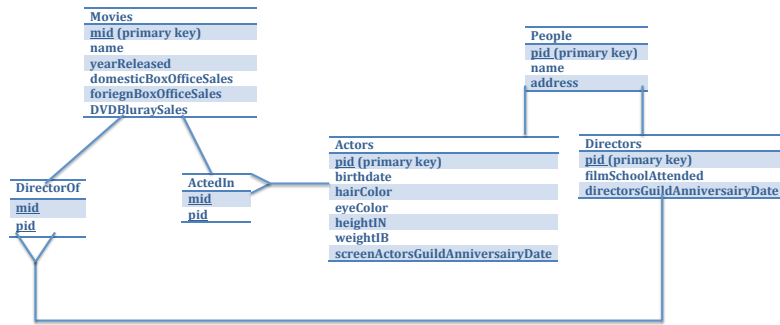 Movies
mid (primary key)
name
yearReleased
domesticBoxOfficeSales
foriegnBoxOfficeSales
DVDBluraySales
People
pid (primary key)
name
address
DirectorOf
mid
pid
ActedIn
mid
pid
Actors
pid (primary key)
birthdate
hairColor
eyeColor
heightIN
weightIB
screenActorsGuildAnniversairyDate
Directors
pid (primary key)
filmSchoolAttended
directorsGuildAnniversairyDate